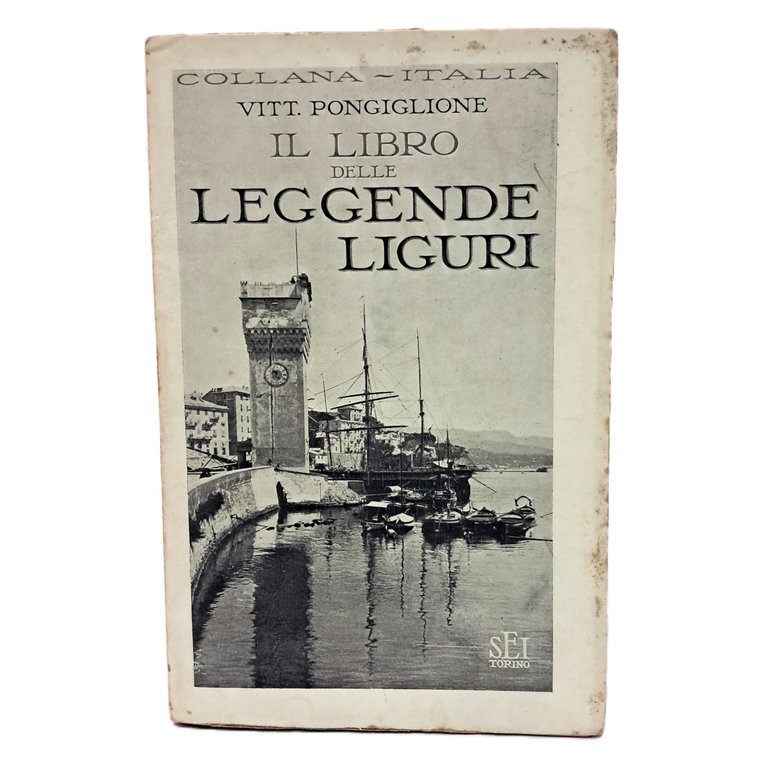 COLLANA - ITALIA
VITT. PONGIGLIONE
IL LIBRO
DELLE
LEGGENDE
LIGURI
SEI
TORINO